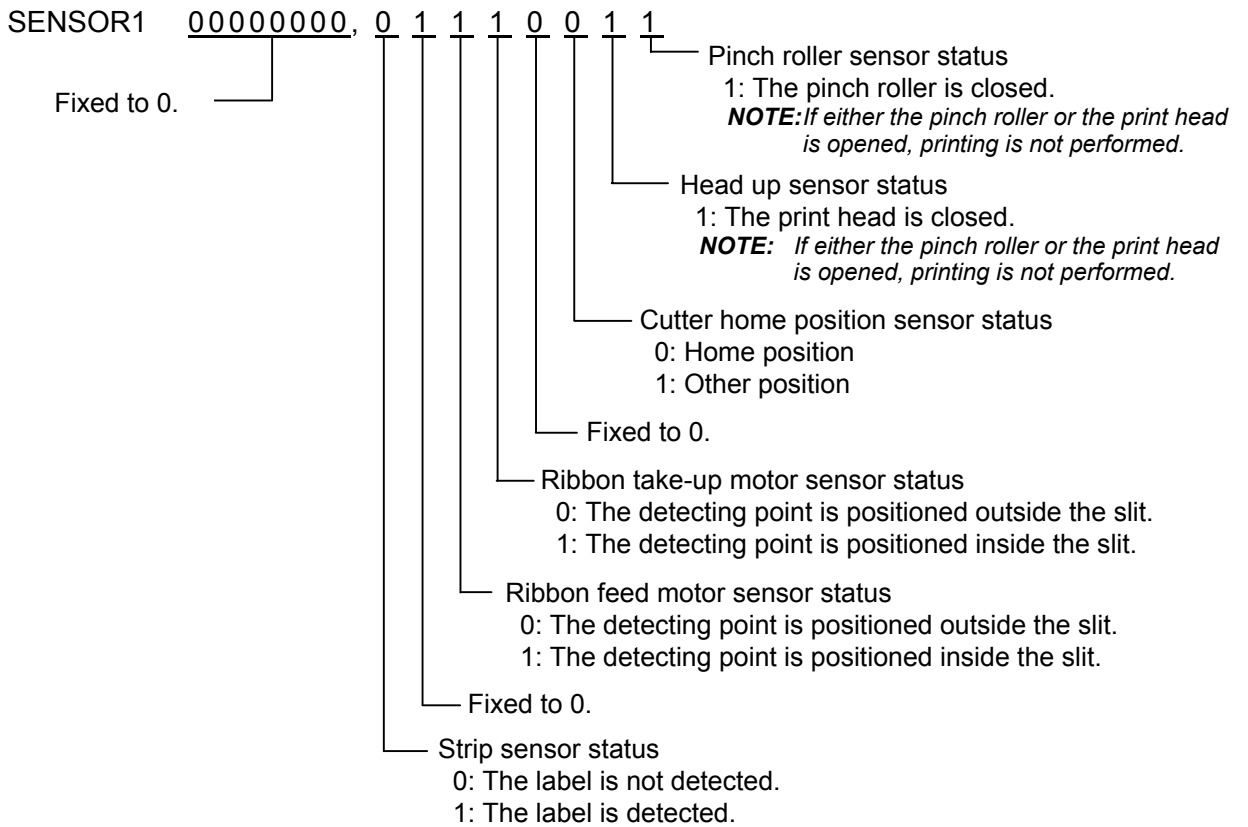 SENSOR1 00000000, 0 1 1 1 0 0 1 1
Pinch roller sensor status
1: The pinch roller is closed.
NOTE: If either the pinch roller or the print head
is opened, printing is not performed.
Fixed to 0.
Head up sensor status
1: The print head is closed.
NOTE: If either the pinch roller or the print head
is opened, printing is not performed.
Cutter home position sensor status
0: Home position
1: Other position
Fixed to 0.
Ribbon take-up motor sensor status
0: The detecting point is positioned outside the slit.
1: The detecting point is positioned inside the slit.
Ribbon feed motor sensor status
0: The detecting point is positioned outside the slit.
1: The detecting point is positioned inside the slit.
Fixed to 0.
Strip sensor status
0: The label is not detected.
1: The label is detected.